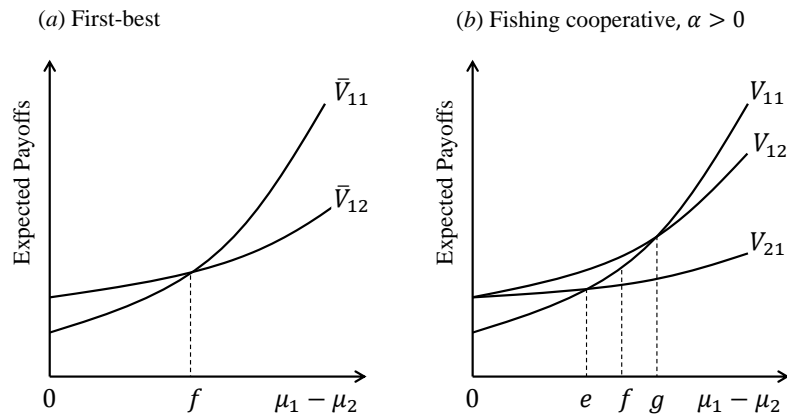 (a) First-best
Expected Payoffs
V̄₁₁
V̄₁₂
0
f
μ₁ − μ₂
(b) Fishing cooperative, α > 0
Expected Payoffs
V₁₁
V₁₂
V₂₁
0
e
f
g
μ₁ − μ₂